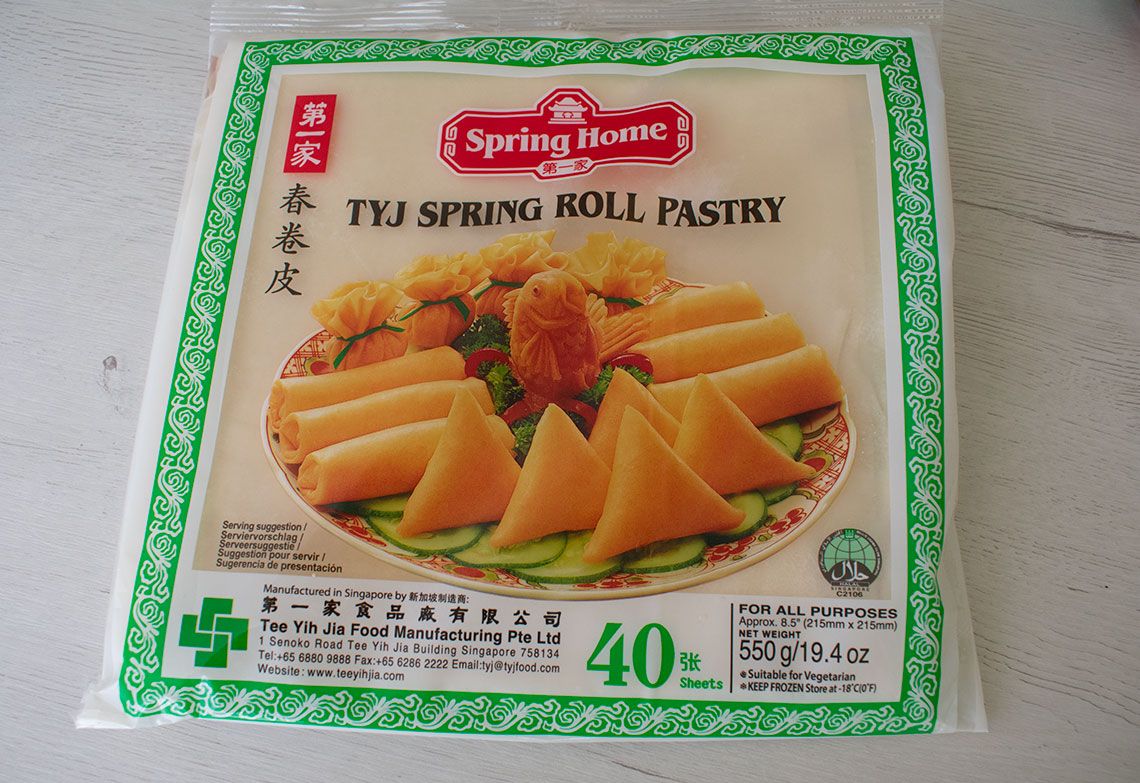 第一家
春卷皮
Spring Home
第一家
TYJ SPRING ROLL PASTRY
Serving suggestion /
Serviervorschlag /
Serveersuggestie
Suggestion pour servir /
Sugerencia de presentación
حلال
HALAL
SINGAPORE
C2106
Manufactured in Singapore by 新加坡制造商:
第一家食品廠有限公司
Tee Yih Jia Food Manufacturing Pte Ltd
1 Senoko Road Tee Yih Jia Building Singapore 758134
Tel:+65 6880 9888 Fax:+65 6286 2222 Email:tyj@tyjfood.com
Website: www.teeyihjia.com
40 张
Sheets
FOR ALL PURPOSES
Approx. 8.5" (215mm x 215mm)
NET WEIGHT
550 g/19.4 oz
Suitable for Vegetarian
KEEP FROZEN Store at -18°C(0°F)